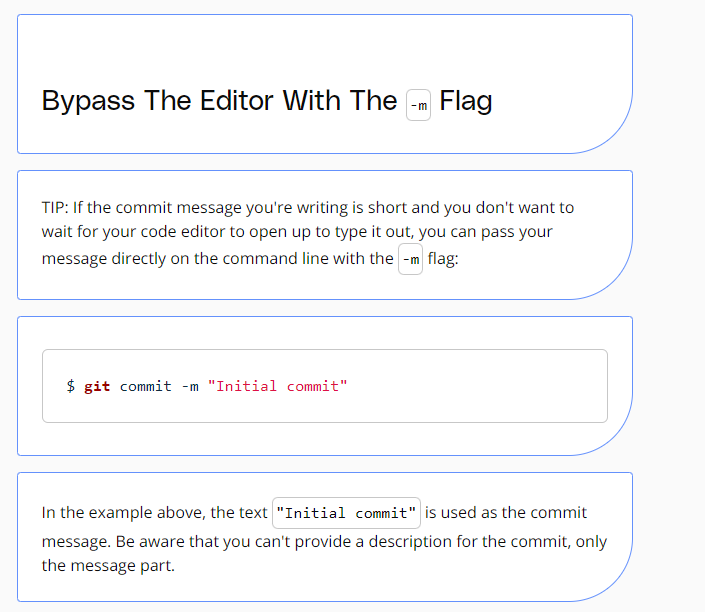 Bypass The Editor With The -m Flag
TIP: If the commit message you're writing is short and you don't want to
wait for your code editor to open up to type it out, you can pass your
message directly on the command line with the -m flag:
$ git commit -m "Initial commit"
In the example above, the text "Initial commit" is used as the commit
message. Be aware that you can't provide a description for the commit, only
the message part.